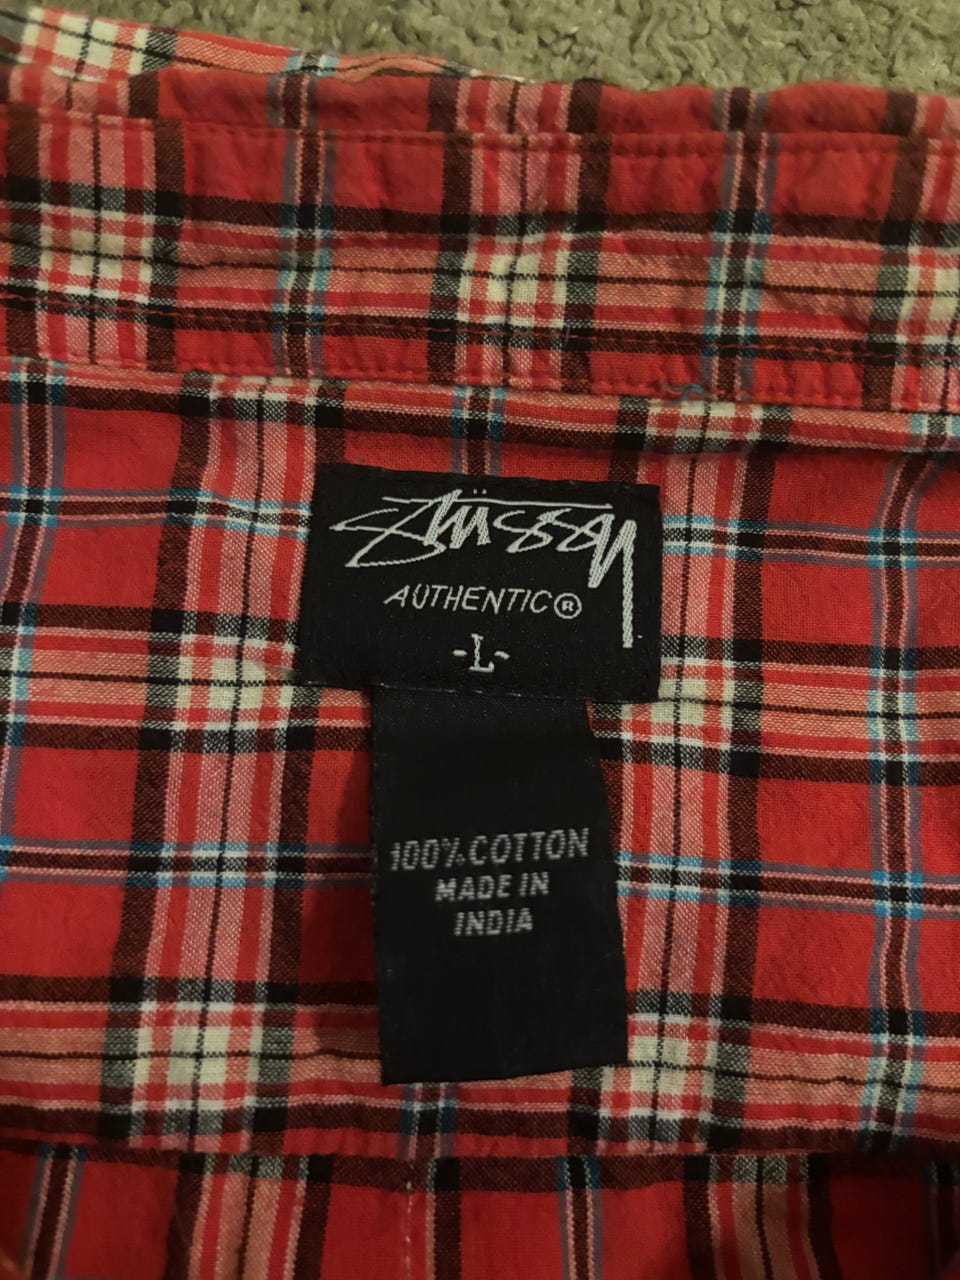 Stüssy
AUTHENTIC®
-L-
100% COTTON
MADE IN
INDIA